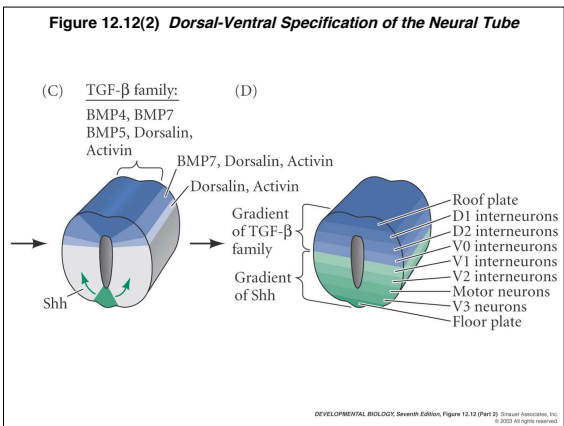 Figure 12.12(2) Dorsal-Ventral Specification of the Neural Tube
(C)
TGF-β family:
BMP4, BMP7
BMP5, Dorsalin,
Activin
BMP7, Dorsalin, Activin
Dorsalin, Activin
Shh
(D)
Gradient
of TGF-β
family
Gradient
of Shh
Roof plate
D1 interneurons
D2 interneurons
V0 interneurons
V1 interneurons
V2 interneurons
Motor neurons
V3 neurons
Floor plate
DEVELOPMENTAL BIOLOGY, Seventh Edition, Figure 12.12 (Part 2) Sinauer Associates, Inc.
© 2003 All rights reserved.